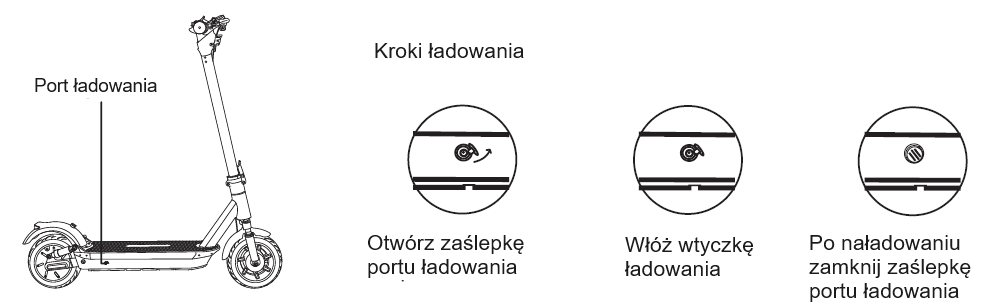 Kroki ładowania
Port ładowania
Otwórz zaślepkę
portu ładowania
Włóż wtyczkę
ładowania
Po naładowaniu
zamknij zaślepkę
portu ładowania